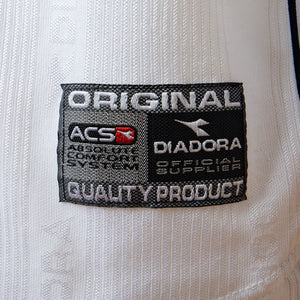 ORIGINAL
ACS
ABSOLUTE
COMFORT
SYSTEM
DIADORA
OFFICIAL
SUPPLIER
QUALITY PRODUCT